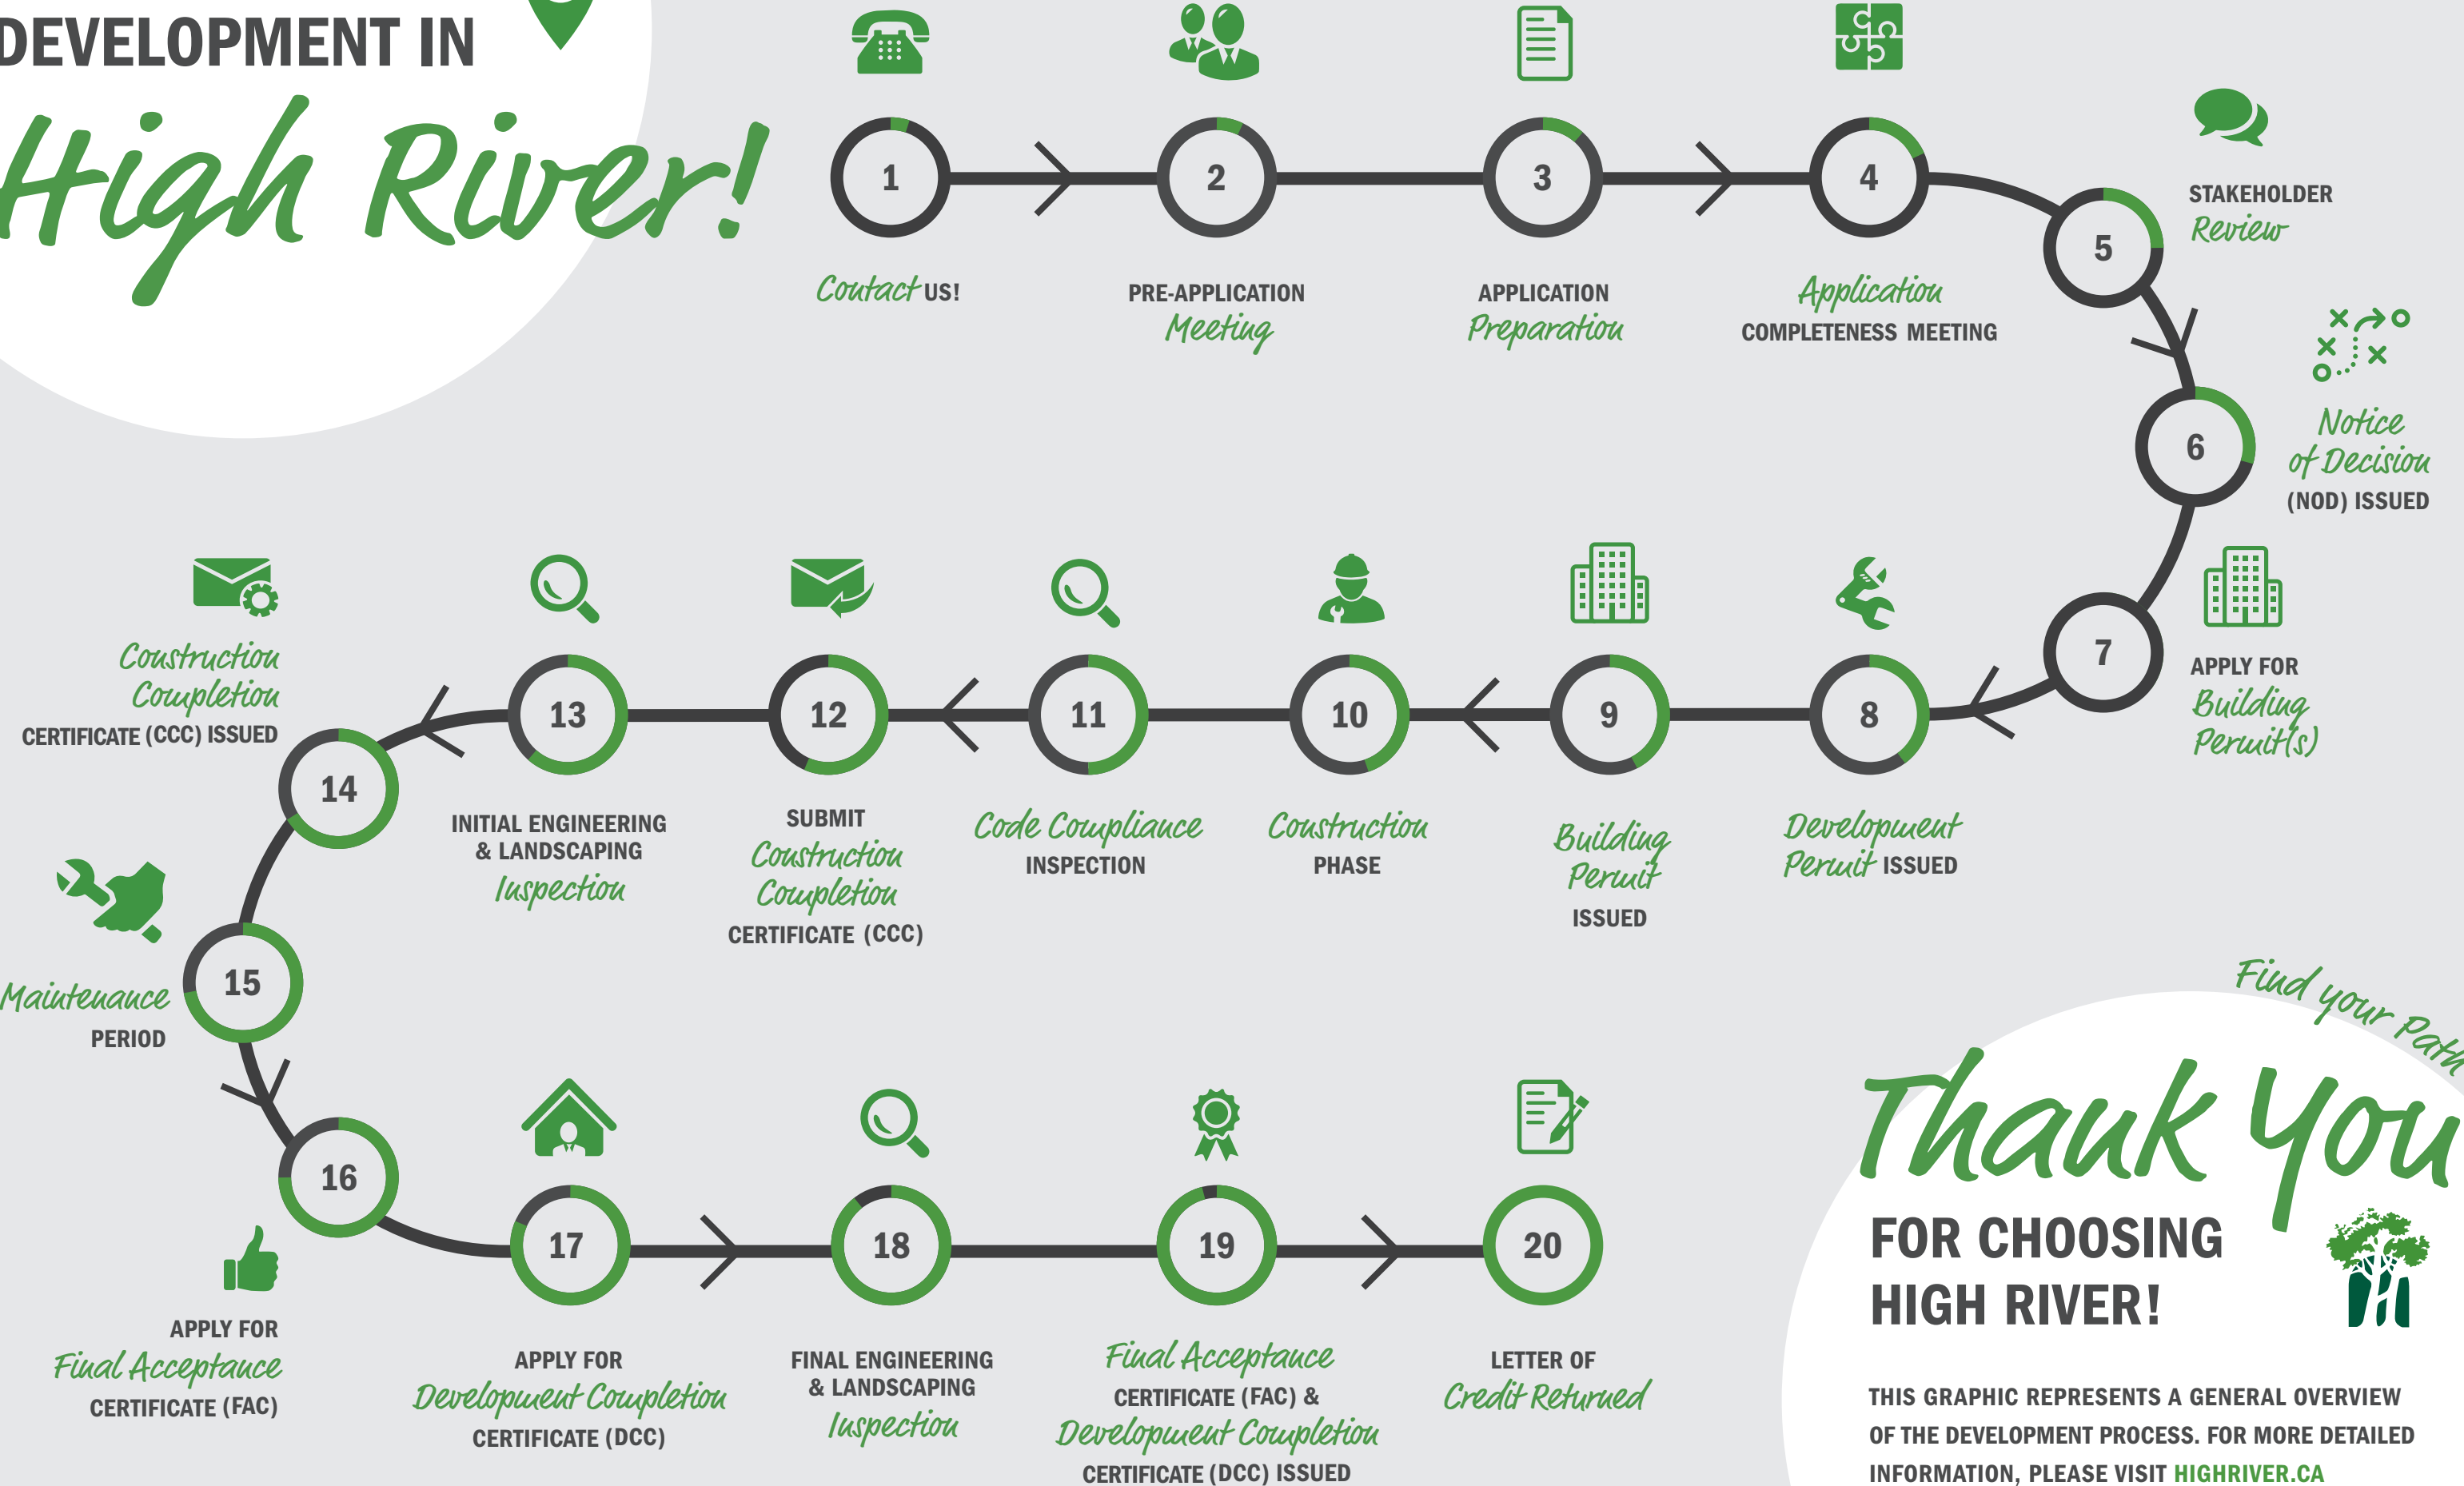 DEVELOPMENT IN
High River!
1
2
3
4
5
6
7
8
9
10
11
12
13
14
15
16
17
18
19
20
Contact US!
PRE-APPLICATION
Meeting
APPLICATION
Preparation
Application
COMPLETENESS MEETING
STAKEHOLDER
Review
Notice
of Decision
(NOD) ISSUED
APPLY FOR
Building
Permit(s)
Development
Permit ISSUED
Building
Permit
ISSUED
Construction
PHASE
Code Compliance
INSPECTION
SUBMIT
Construction
Completion
CERTIFICATE (CCC)
INITIAL ENGINEERING
& LANDSCAPING
Inspection
Construction
Completion
CERTIFICATE (CCC) ISSUED
Maintenance
PERIOD
APPLY FOR
Final Acceptance
CERTIFICATE (FAC)
APPLY FOR
Development Completion
CERTIFICATE (DCC)
FINAL ENGINEERING
& LANDSCAPING
Inspection
Final Acceptance
CERTIFICATE (FAC) &
Development Completion
CERTIFICATE (DCC) ISSUED
LETTER OF
Credit Returned
Find your Path
Thank You
FOR CHOOSING
HIGH RIVER!
THIS GRAPHIC REPRESENTS A GENERAL OVERVIEW
OF THE DEVELOPMENT PROCESS. FOR MORE DETAILED
INFORMATION, PLEASE VISIT HIGHRIVER.CA